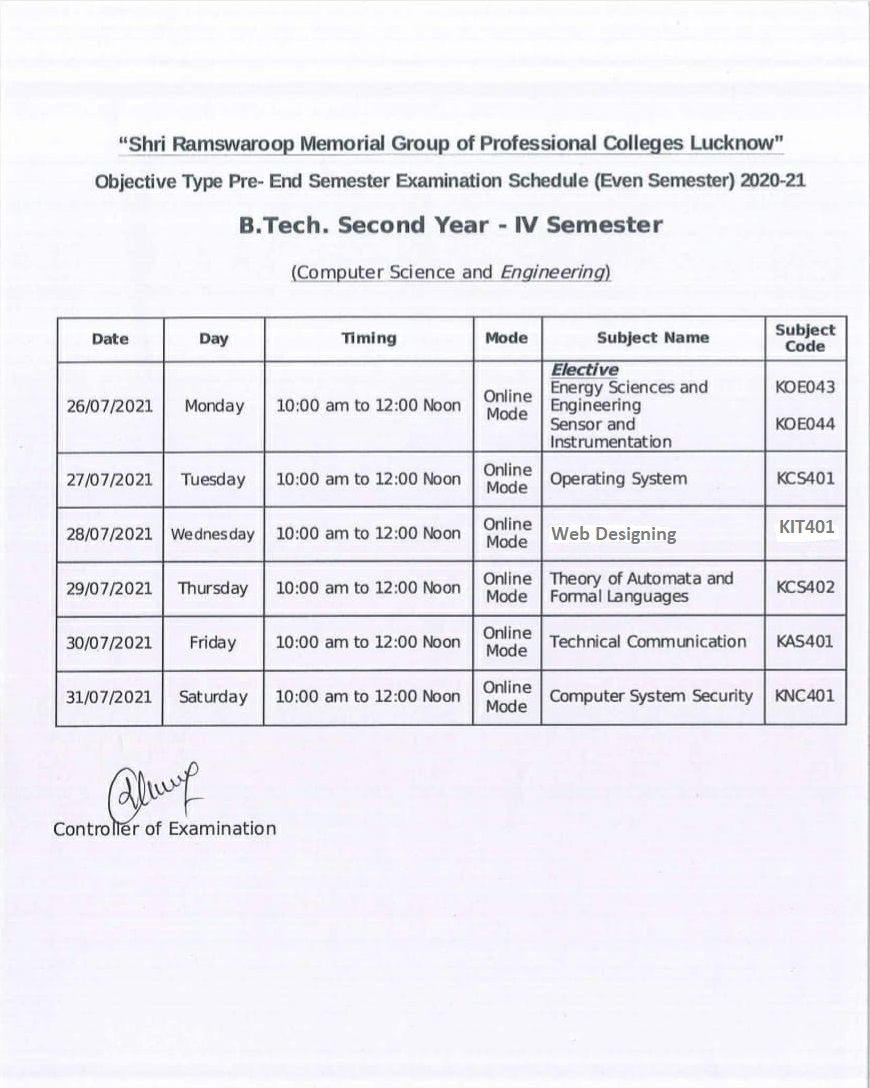 “Shri Ramswaroop Memorial Group of Professional Colleges Lucknow”
Objective Type Pre- End Semester Examination Schedule (Even Semester) 2020-21
B.Tech. Second Year - IV Semester
(Computer Science and Engineering)
Date Day Timing Mode Subject Name Subject Code
26/07/2021 Monday 10:00 am to 12:00 Noon Online Mode Elective
Energy Sciences and Engineering KOE043
Sensor and Instrumentation KOE044
27/07/2021 Tuesday 10:00 am to 12:00 Noon Online Mode Operating System KCS401
28/07/2021 Wednesday 10:00 am to 12:00 Noon Online Mode Web Designing KIT401
29/07/2021 Thursday 10:00 am to 12:00 Noon Online Mode Theory of Automata and Formal Languages KCS402
30/07/2021 Friday 10:00 am to 12:00 Noon Online Mode Technical Communication KAS401
31/07/2021 Saturday 10:00 am to 12:00 Noon Online Mode Computer System Security KNC401
Controller of Examination